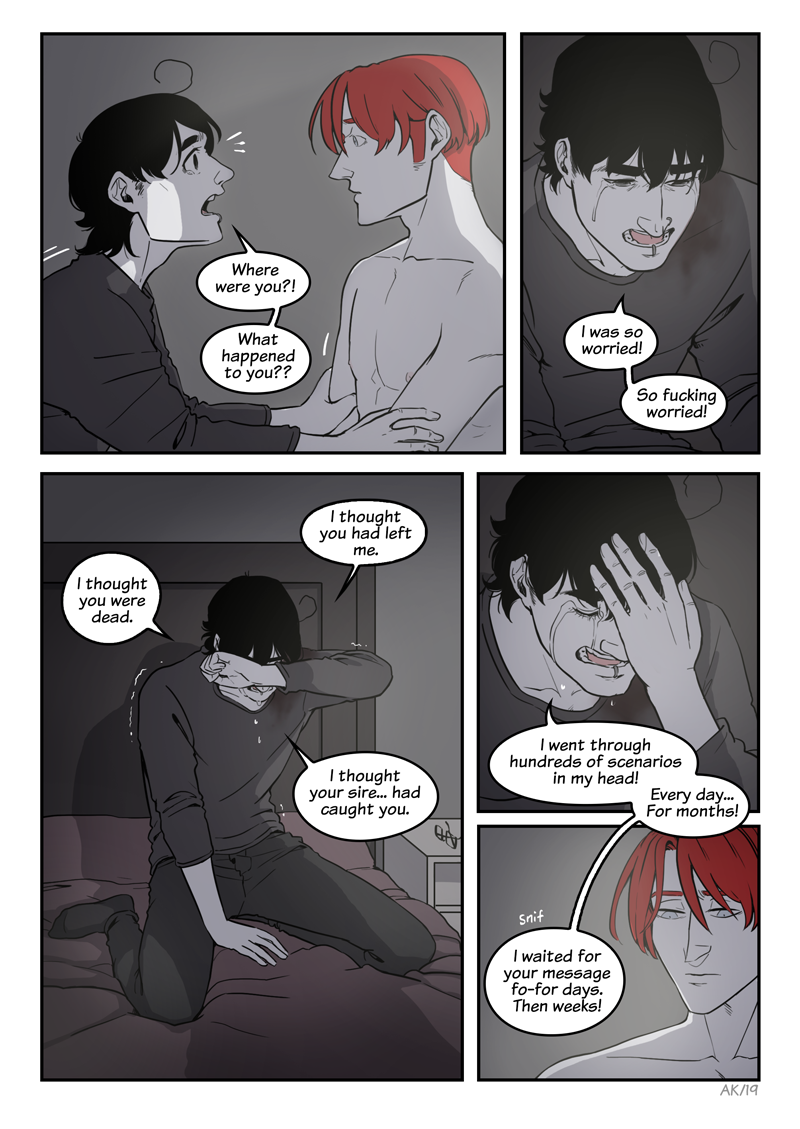 Where
were you?!
What
happened
to you??
I was so
worried!
So fucking
worried!
I thought
you had left
me.
I thought
you were
dead.
I thought
your sire... had
caught you.
I went through
hundreds of scenarios
in my head!
Every day...
For months!
snif
I waited for
your message
fo-for days.
Then weeks!
AK/19